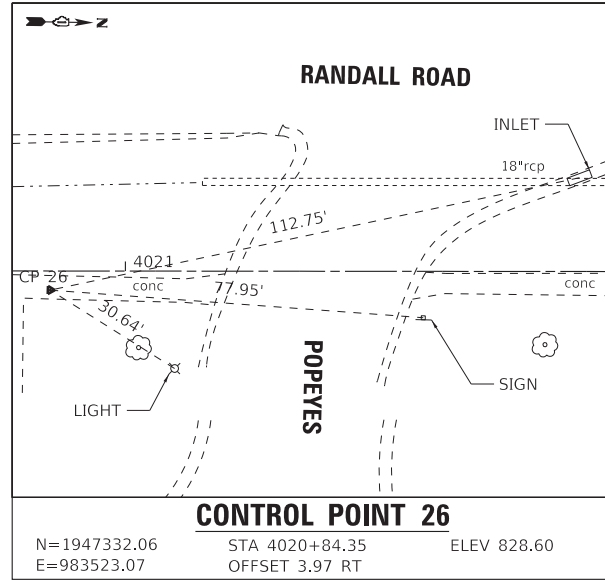 N
RANDALL ROAD
INLET
18"rcp
112.75'
4021
CP 26
conc
77.95'
conc
30.64'
POPEYES
LIGHT
SIGN
CONTROL POINT 26
N=1947332.06 STA 4020+84.35 ELEV 828.60
E=983523.07 OFFSET 3.97 RT